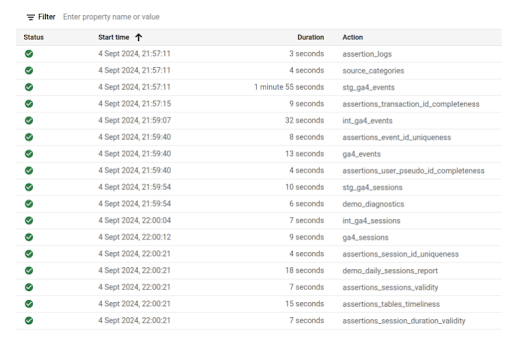 Filter Enter property name or value
Status Start time Duration Action
4 Sept 2024, 21:57:11 3 seconds assertion_logs
4 Sept 2024, 21:57:11 4 seconds source_categories
4 Sept 2024, 21:57:11 1 minute 55 seconds stg_ga4_events
4 Sept 2024, 21:57:15 9 seconds assertions_transaction_id_completeness
4 Sept 2024, 21:59:07 32 seconds int_ga4_events
4 Sept 2024, 21:59:40 8 seconds assertions_event_id_uniqueness
4 Sept 2024, 21:59:40 13 seconds ga4_events
4 Sept 2024, 21:59:40 4 seconds assertions_user_pseudo_id_completeness
4 Sept 2024, 21:59:54 10 seconds stg_ga4_sessions
4 Sept 2024, 21:59:54 6 seconds demo_diagnostics
4 Sept 2024, 22:00:04 7 seconds int_ga4_sessions
4 Sept 2024, 22:00:12 9 seconds ga4_sessions
4 Sept 2024, 22:00:21 4 seconds assertions_session_id_uniqueness
4 Sept 2024, 22:00:21 18 seconds demo_daily_sessions_report
4 Sept 2024, 22:00:21 7 seconds assertions_sessions_validity
4 Sept 2024, 22:00:21 15 seconds assertions_tables_timeliness
4 Sept 2024, 22:00:21 7 seconds assertions_session_duration_validity